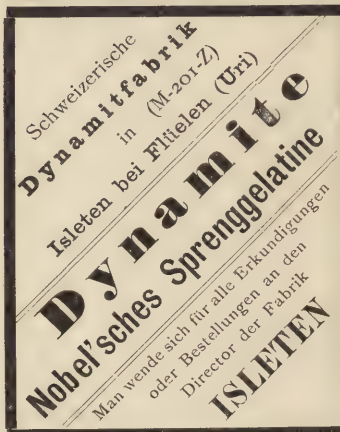 Schweizerische
Dynamitfabrik
in (M-201-Z)
Isleten bei Flüelen (Uri)
Dynamite
Nobel'sches Sprenggelatine
Man wende sich für alle Erkundigungen
oder Bestellungen an den
Director der Fabrik
ISLETEN